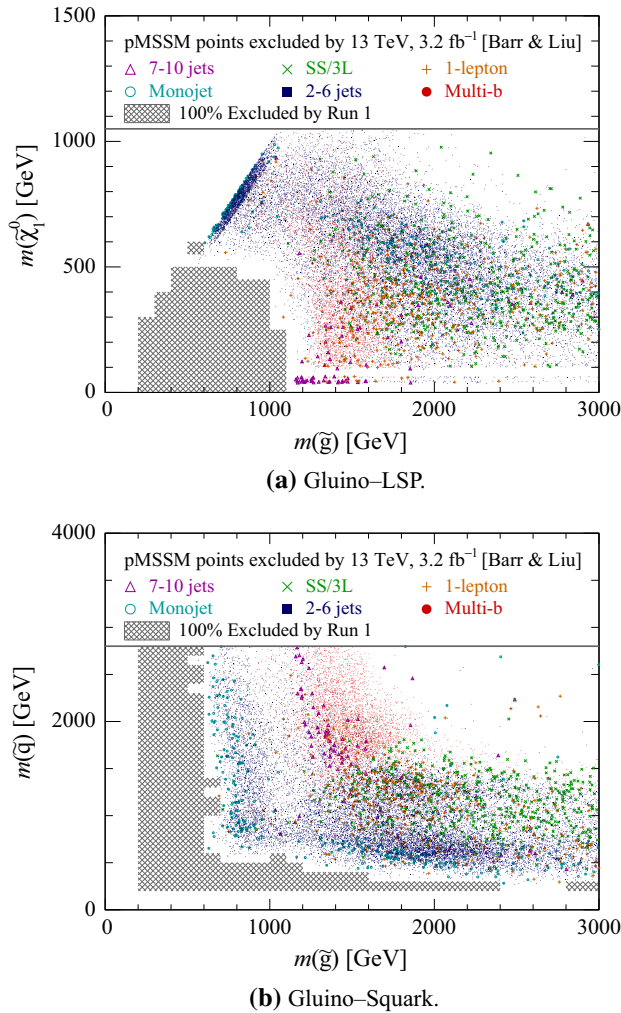 1500
pMSSM points excluded by 13 TeV, 3.2 fb⁻¹ [Barr & Liu]
7-10 jets SS/3L 1-lepton
Monojet 2-6 jets Multi-b
100% Excluded by Run 1
1000
m(χ̃₁⁰) [GeV]
500
0
0 1000 2000 3000
m(g̃) [GeV]
(a) Gluino–LSP.
4000
pMSSM points excluded by 13 TeV, 3.2 fb⁻¹ [Barr & Liu]
7-10 jets SS/3L 1-lepton
Monojet 2-6 jets Multi-b
100% Excluded by Run 1
m(q̃) [GeV]
2000
0
0 1000 2000 3000
m(g̃) [GeV]
(b) Gluino–Squark.